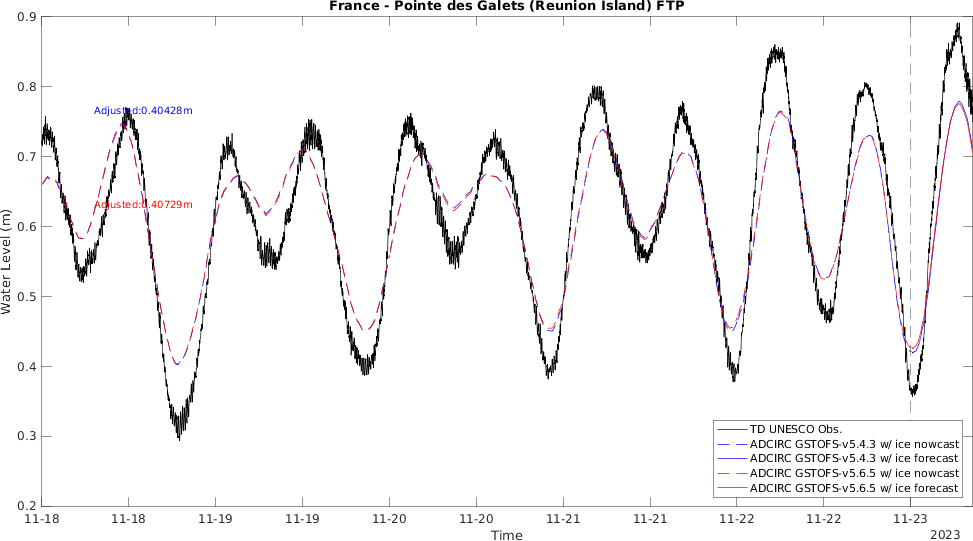 France - Pointe des Galets (Reunion Island) FTP
0.9
0.8
0.7
0.6
0.5
0.4
0.3
0.2
Water Level (m)
Adjusted:0.40428m
Adjusted:0.40729m
TD UNESCO Obs.
ADCIRC GSTOFS-v5.4.3 w/ ice nowcast
ADCIRC GSTOFS-v5.4.3 w/ ice forecast
ADCIRC GSTOFS-v5.6.5 w/ ice nowcast
ADCIRC GSTOFS-v5.6.5 w/ ice forecast
11-18 11-18 11-19 11-19 11-20 11-20 11-21 11-21 11-22 11-22 11-23
Time
2023